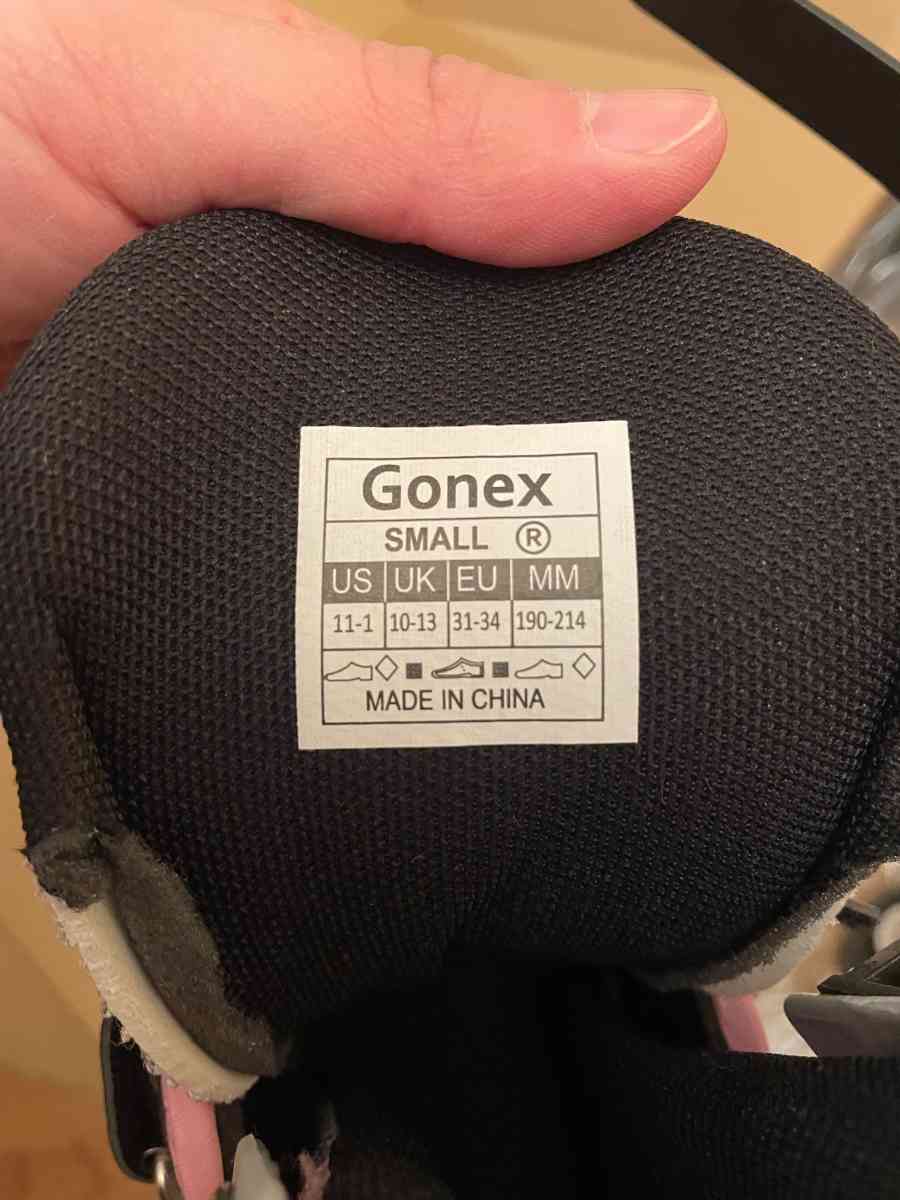 Gonex
SMALL ®
US UK EU MM
11-1 10-13 31-34 190-214
MADE IN CHINA